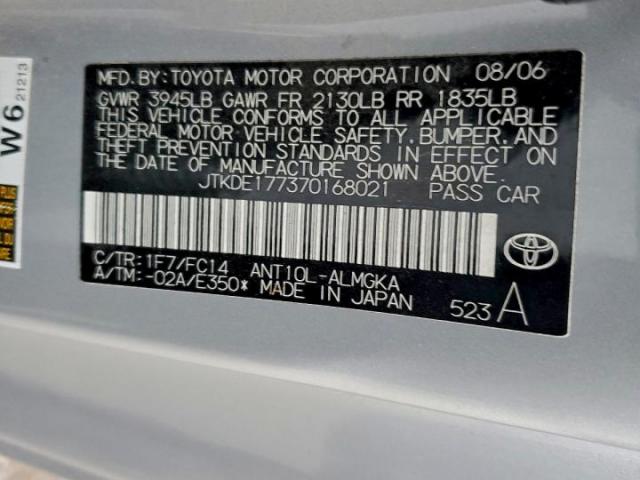 MFD.BY:TOYOTA MOTOR CORPORATION 08/06
GVWR 3945LB GAWR FR 2130LB RR 1835LB
THIS VEHICLE CONFORMS TO ALL APPLICABLE
FEDERAL MOTOR VEHICLE SAFETY,BUMPER,AND
THEFT PREVENTION STANDARDS IN EFFECT ON
THE DATE OF MANUFACTURE SHOWN ABOVE.
JTKDE177370168021 PASS CAR
C/TR:1F7/FC14 ANT10L-ALMGKA
A/TM:-02A/E350* MADE IN JAPAN
523 A
W6 21213
PLUS